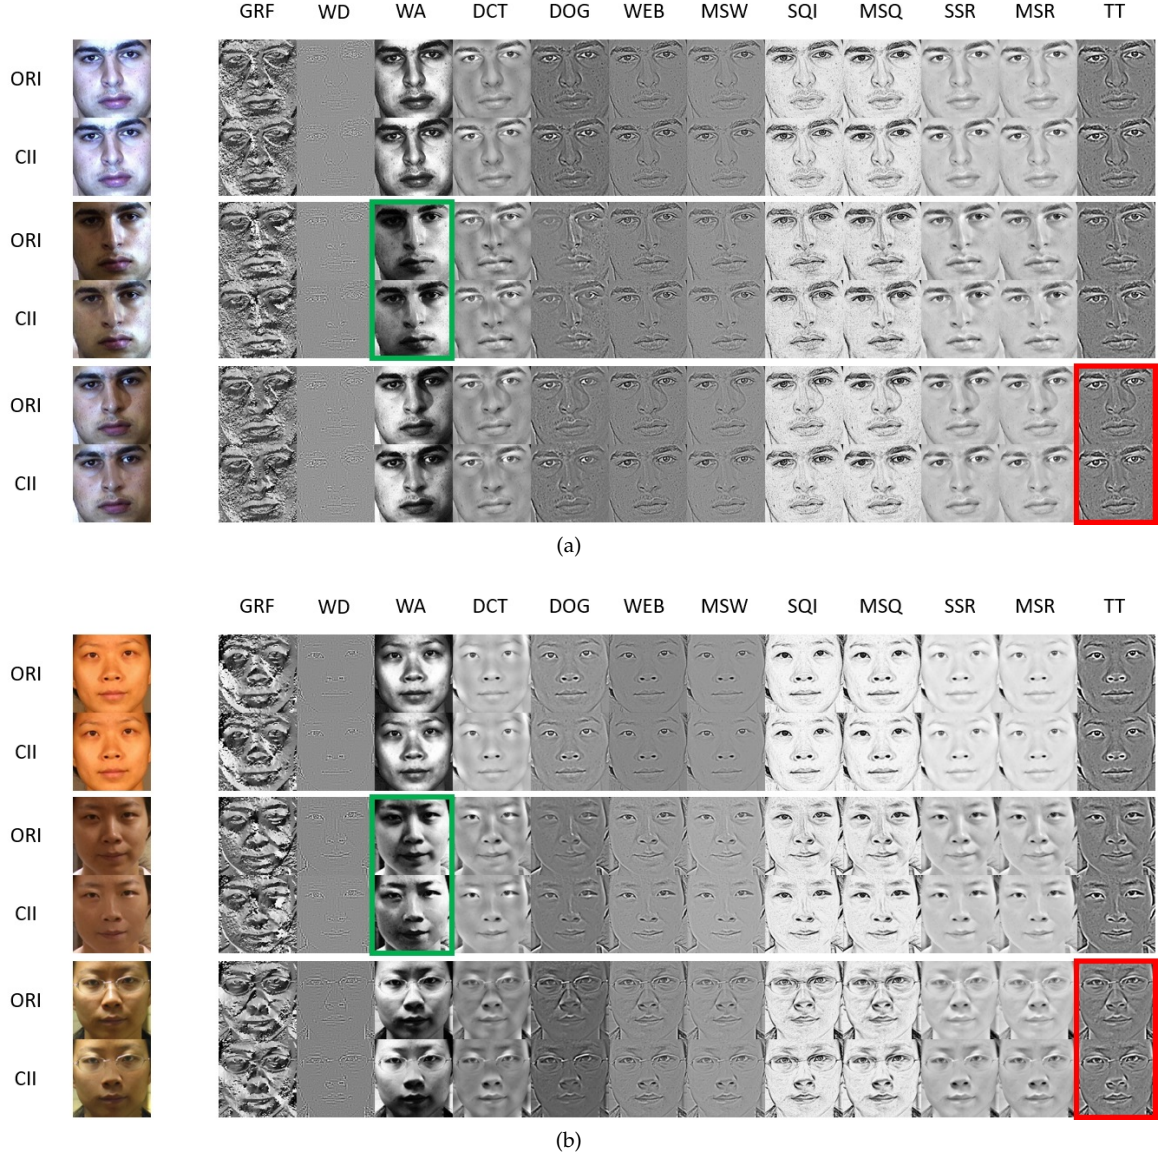 GRF WD WA DCT DOG WEB MSW SQI MSQ SSR MSR TT
ORI
CII
ORI
CII
ORI
CII
(a)
GRF WD WA DCT DOG WEB MSW SQI MSQ SSR MSR TT
ORI
CII
ORI
CII
ORI
CII
(b)